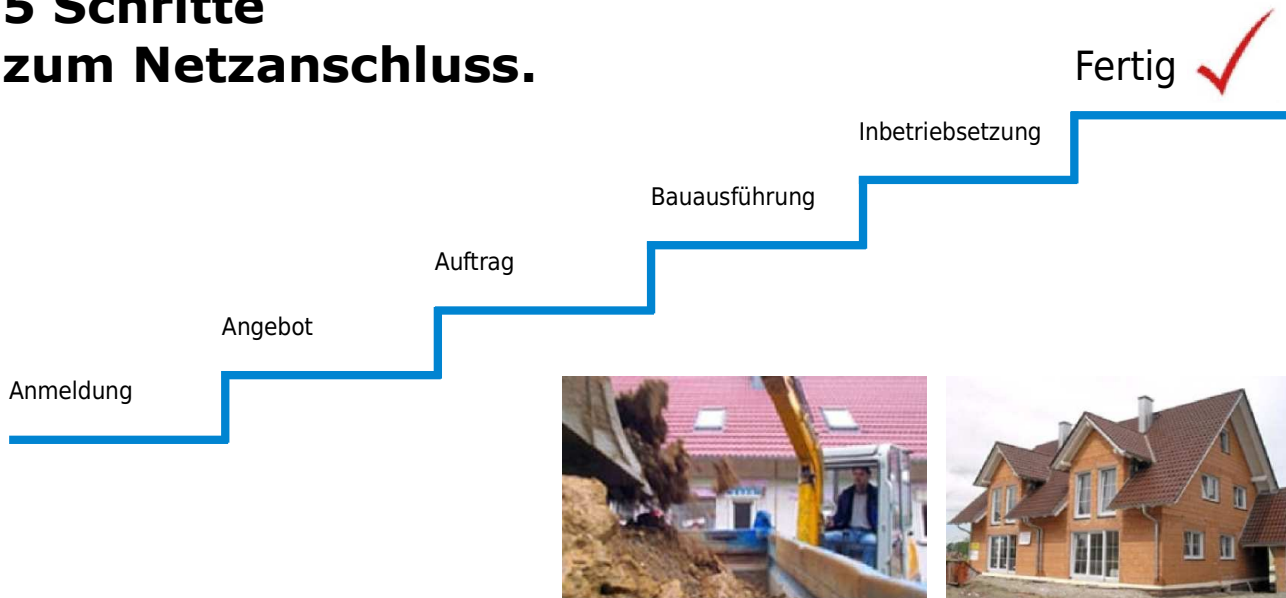 5 Schritte
zum Netzanschluss.
Fertig
Inbetriebsetzung
Bauausführung
Auftrag
Angebot
Anmeldung